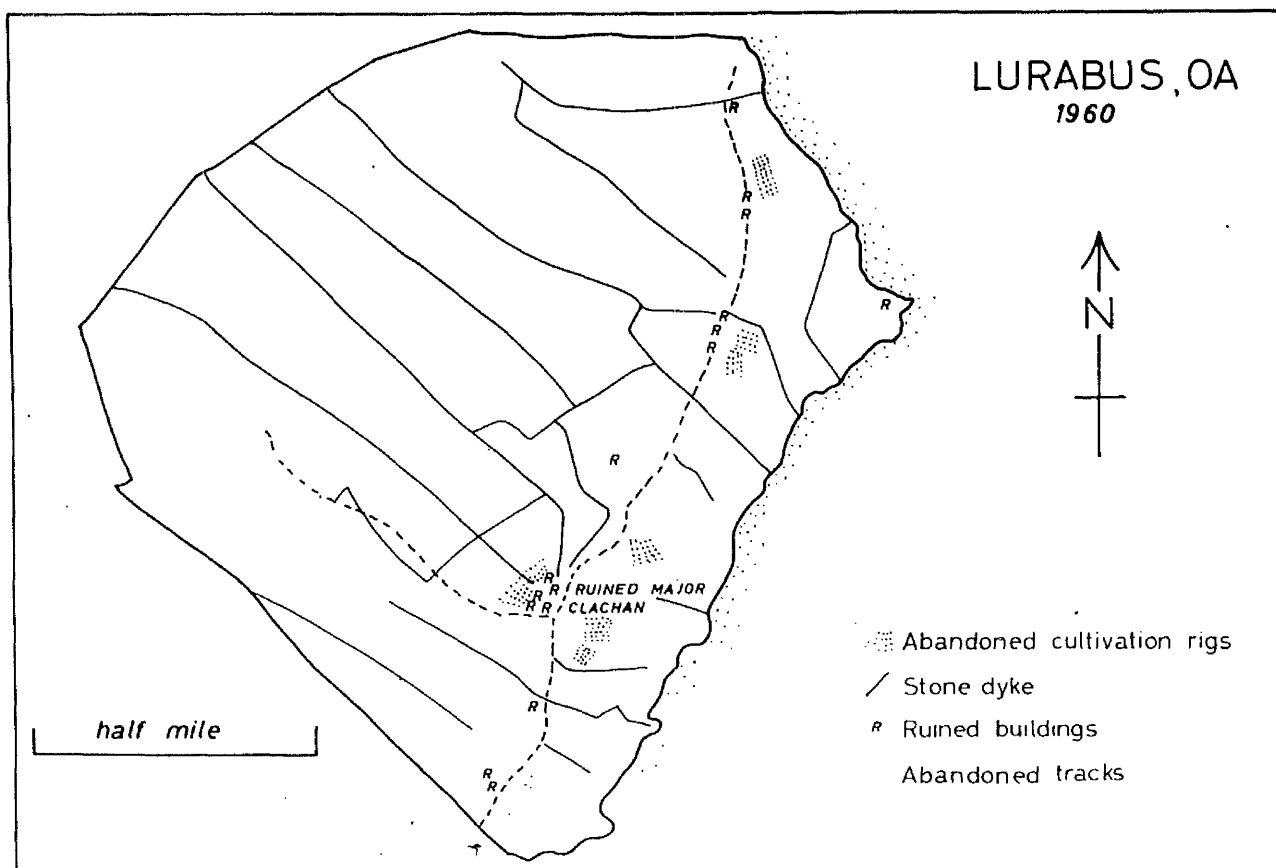 LURABUS, OA
1960
R
R
R
N
R
R
R
R
R
R
R
R RUINED MAJOR
R R
R R CLACHAN
Abandoned cultivation rigs
Stone dyke
R
half mile
R Ruined buildings
R
R
Abandoned tracks